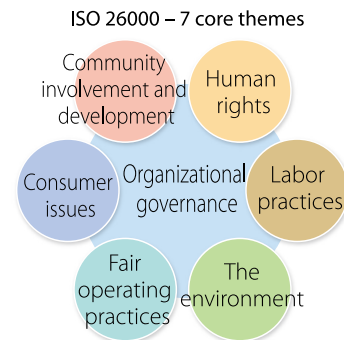 ISO 26000 – 7 core themes
Community
involvement and
development
Human
rights
Consumer
issues
Organizational
governance
Labor
practices
Fair
operating
practices
The
environment